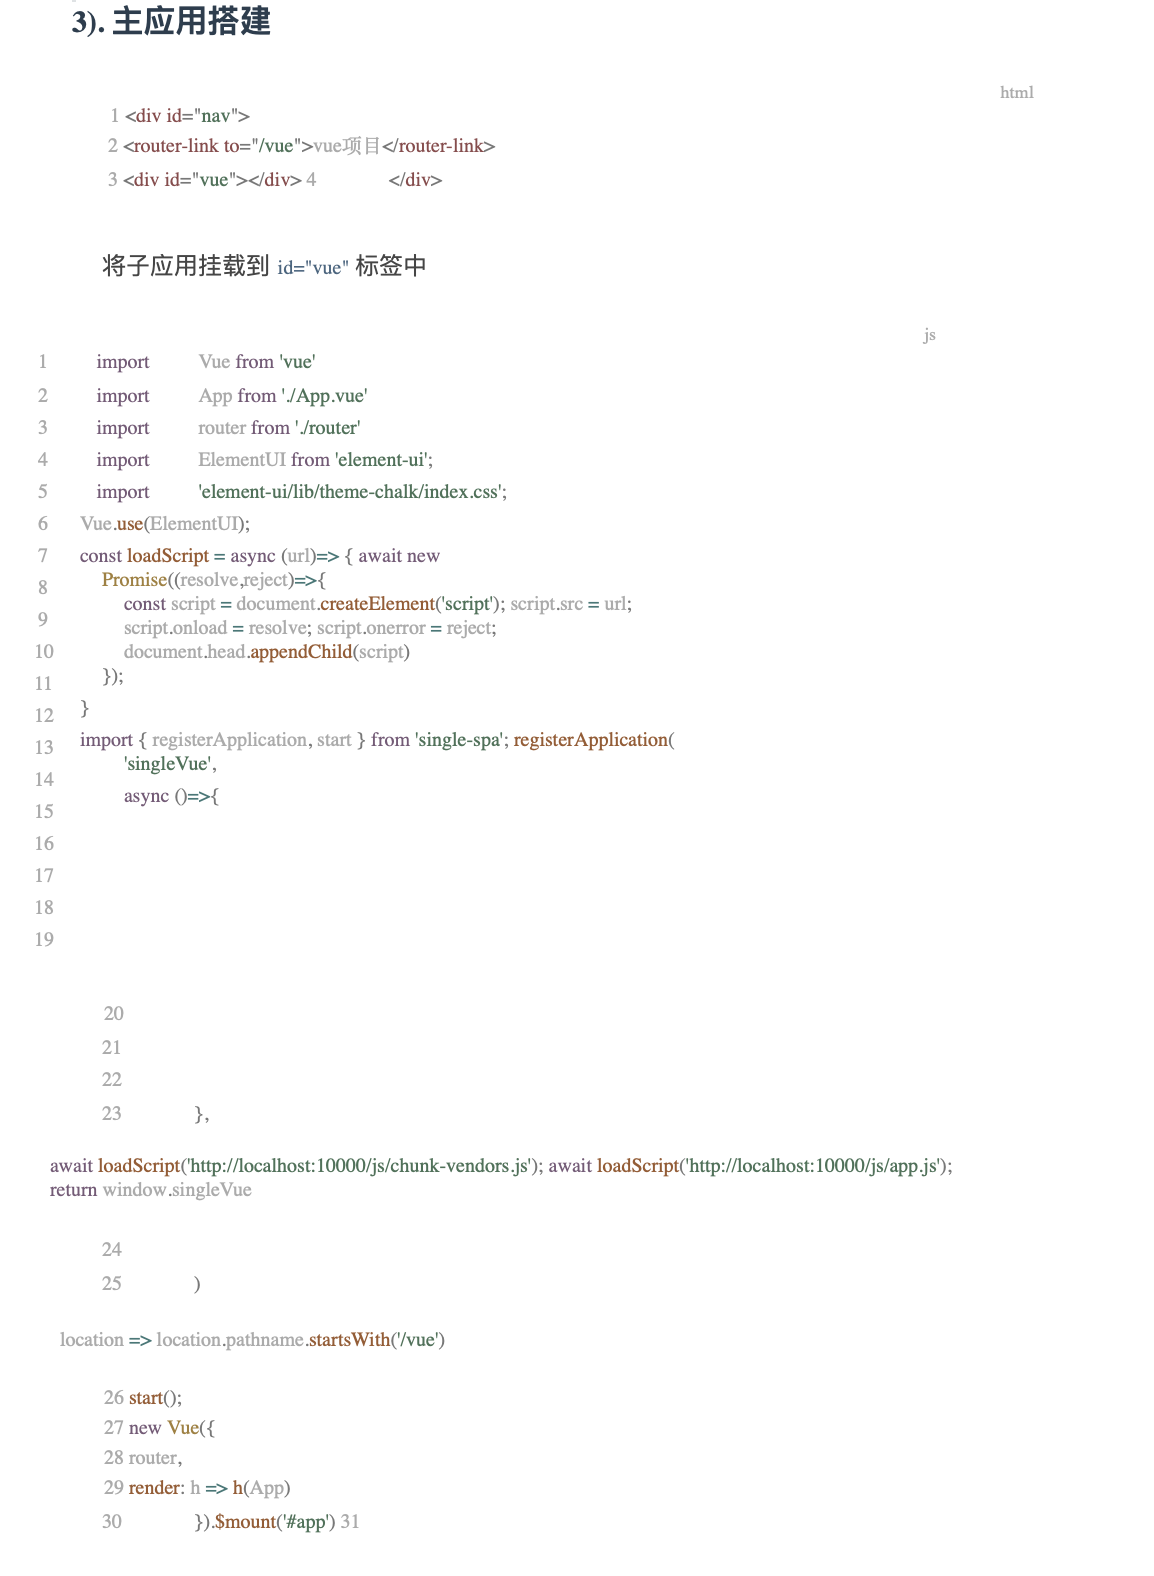 3). 主应用搭建
html
1 <div id="nav">
2 <router-link to="/vue">vue项目</router-link>
3 <div id="vue"></div> 4 </div>
将子应用挂载到 id="vue" 标签中
js
1 import Vue from 'vue'
2 import App from './App.vue'
3 import router from './router'
4 import ElementUI from 'element-ui';
5 import 'element-ui/lib/theme-chalk/index.css';
6 Vue.use(ElementUI);
7 const loadScript = async (url)=> { await new
8 Promise((resolve,reject)=>{
const script = document.createElement('script'); script.src = url;
9 script.onload = resolve; script.onerror = reject;
10 document.head.appendChild(script)
11 });
12 }
13 import { registerApplication, start } from 'single-spa'; registerApplication(
14 'singleVue',
15 async ()=>{
16
17
18
19
20
21
22
23 },
await loadScript('http://localhost:10000/js/chunk-vendors.js'); await loadScript('http://localhost:10000/js/app.js');
return window.singleVue
24
25 )
location => location.pathname.startsWith('/vue')
26 start();
27 new Vue({
28 router,
29 render: h => h(App)
30 }).$mount('#app') 31